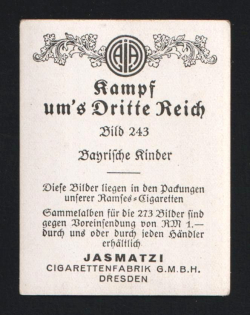 Kampf
um's Dritte Reich
Bild 243
Bayrische Kinder
Diese Bilder liegen in den Packungen
unserer Ramses=Cigaretten
Sammelalben für die 273 Bilder sind
gegen Voreinsendung von RM 1.—
durch uns oder durch jeden Händler
erhältlich
JASMATZI
CIGARETTENFABRIK G.M.B.H.
DRESDEN